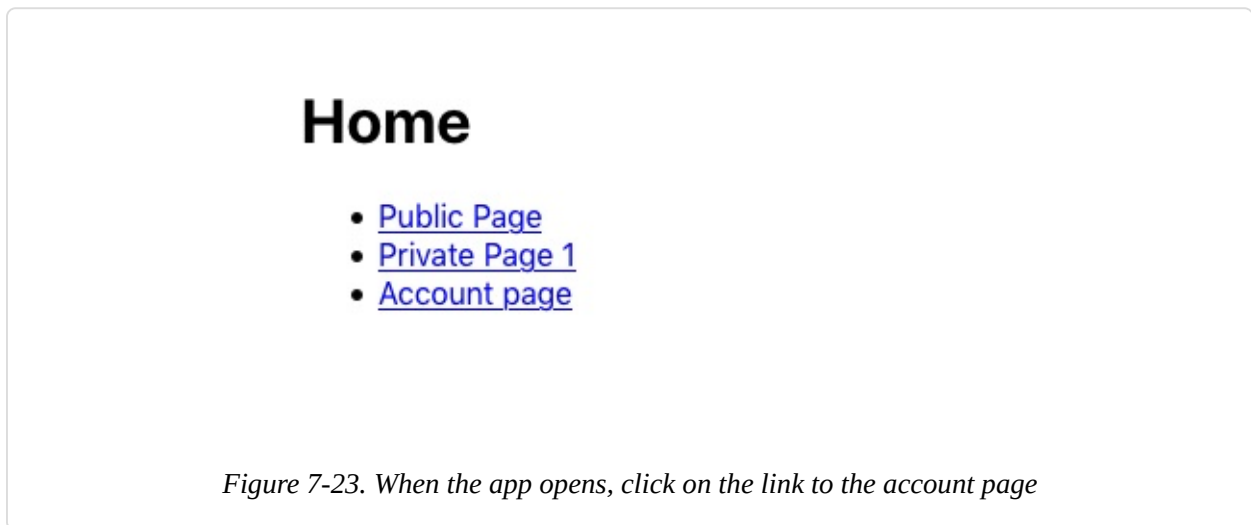 Home
Public Page
Private Page 1
Account page
Figure 7-23. When the app opens, click on the link to the account page